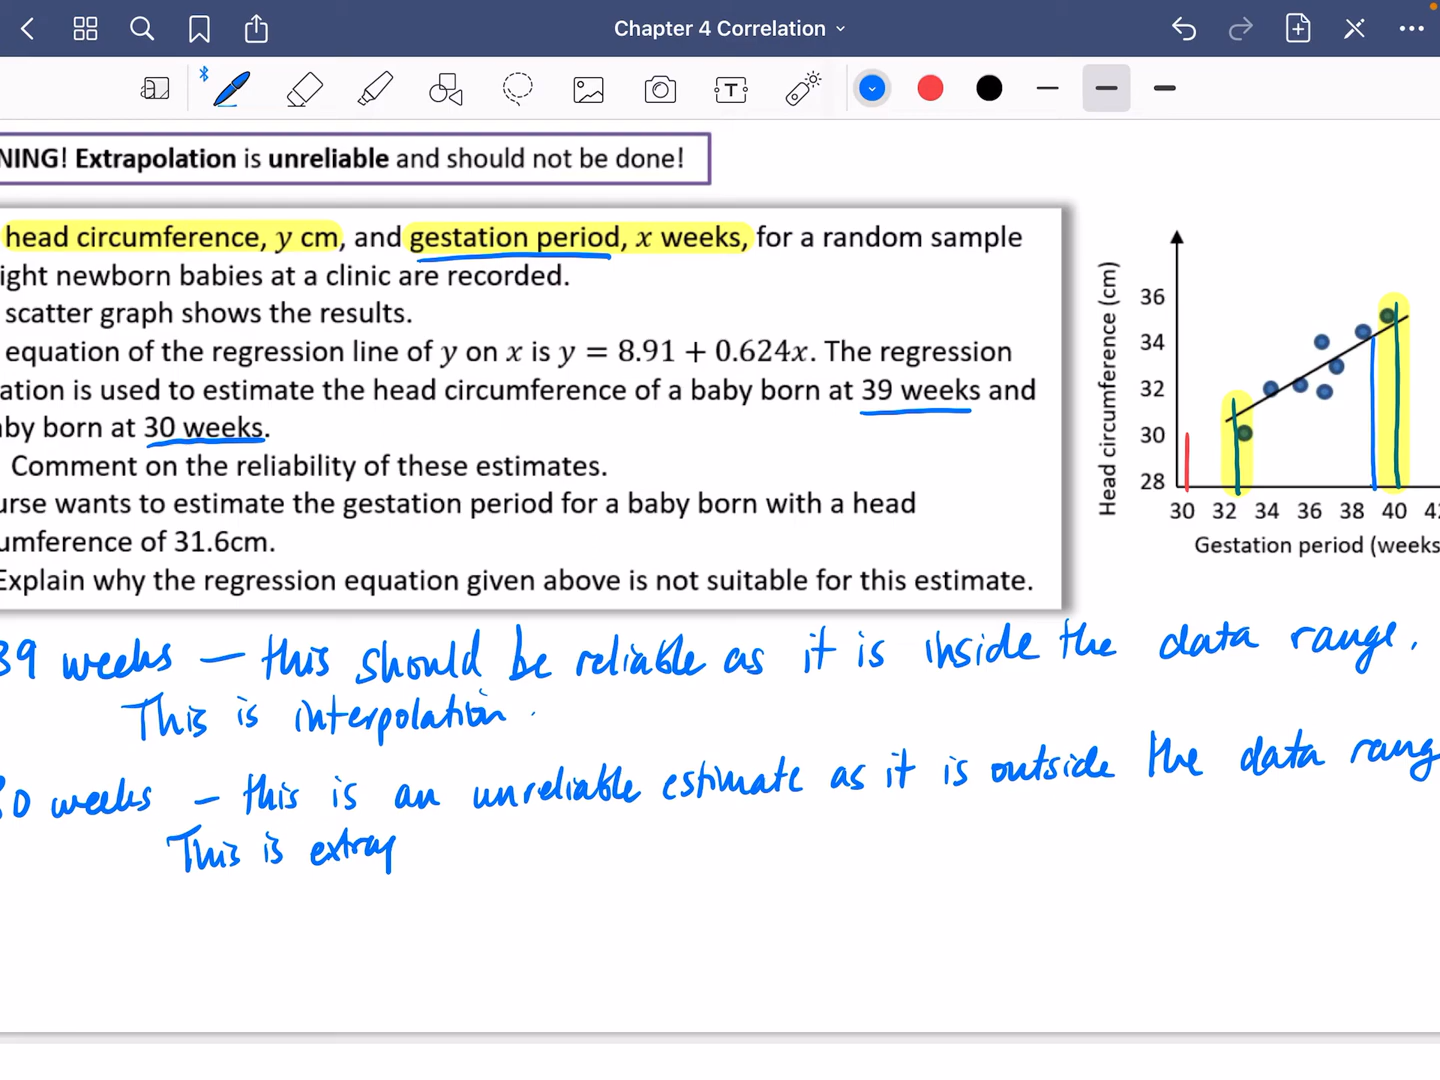 Chapter 4 Correlation
NING! Extrapolation is unreliable and should not be done!
head circumference, y cm, and gestation period, x weeks, for a random sample
ight newborn babies at a clinic are recorded.
scatter graph shows the results.
equation of the regression line of y on x is y = 8.91 + 0.624x. The regression
ation is used to estimate the head circumference of a baby born at 39 weeks and
by born at 30 weeks.
Comment on the reliability of these estimates.
urse wants to estimate the gestation period for a baby born with a head
umference of 31.6cm.
Explain why the regression equation given above is not suitable for this estimate.
Head circumference (cm)
36
34
32
30
28
30 32 34 36 38 40 42
Gestation period (weeks
39 weeks – this should be reliable as it is inside the data range.
This is interpolation.
30 weeks – this is an unreliable estimate as it is outside the data rang
This is extrap